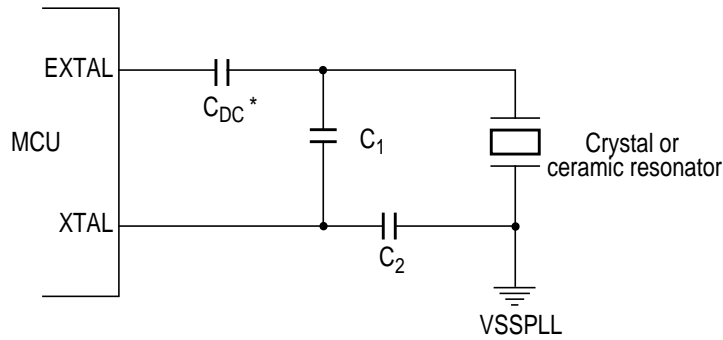 EXTAL
C_DC *
MCU
C_1
Crystal or
ceramic resonator
XTAL
C_2
VSSPLL